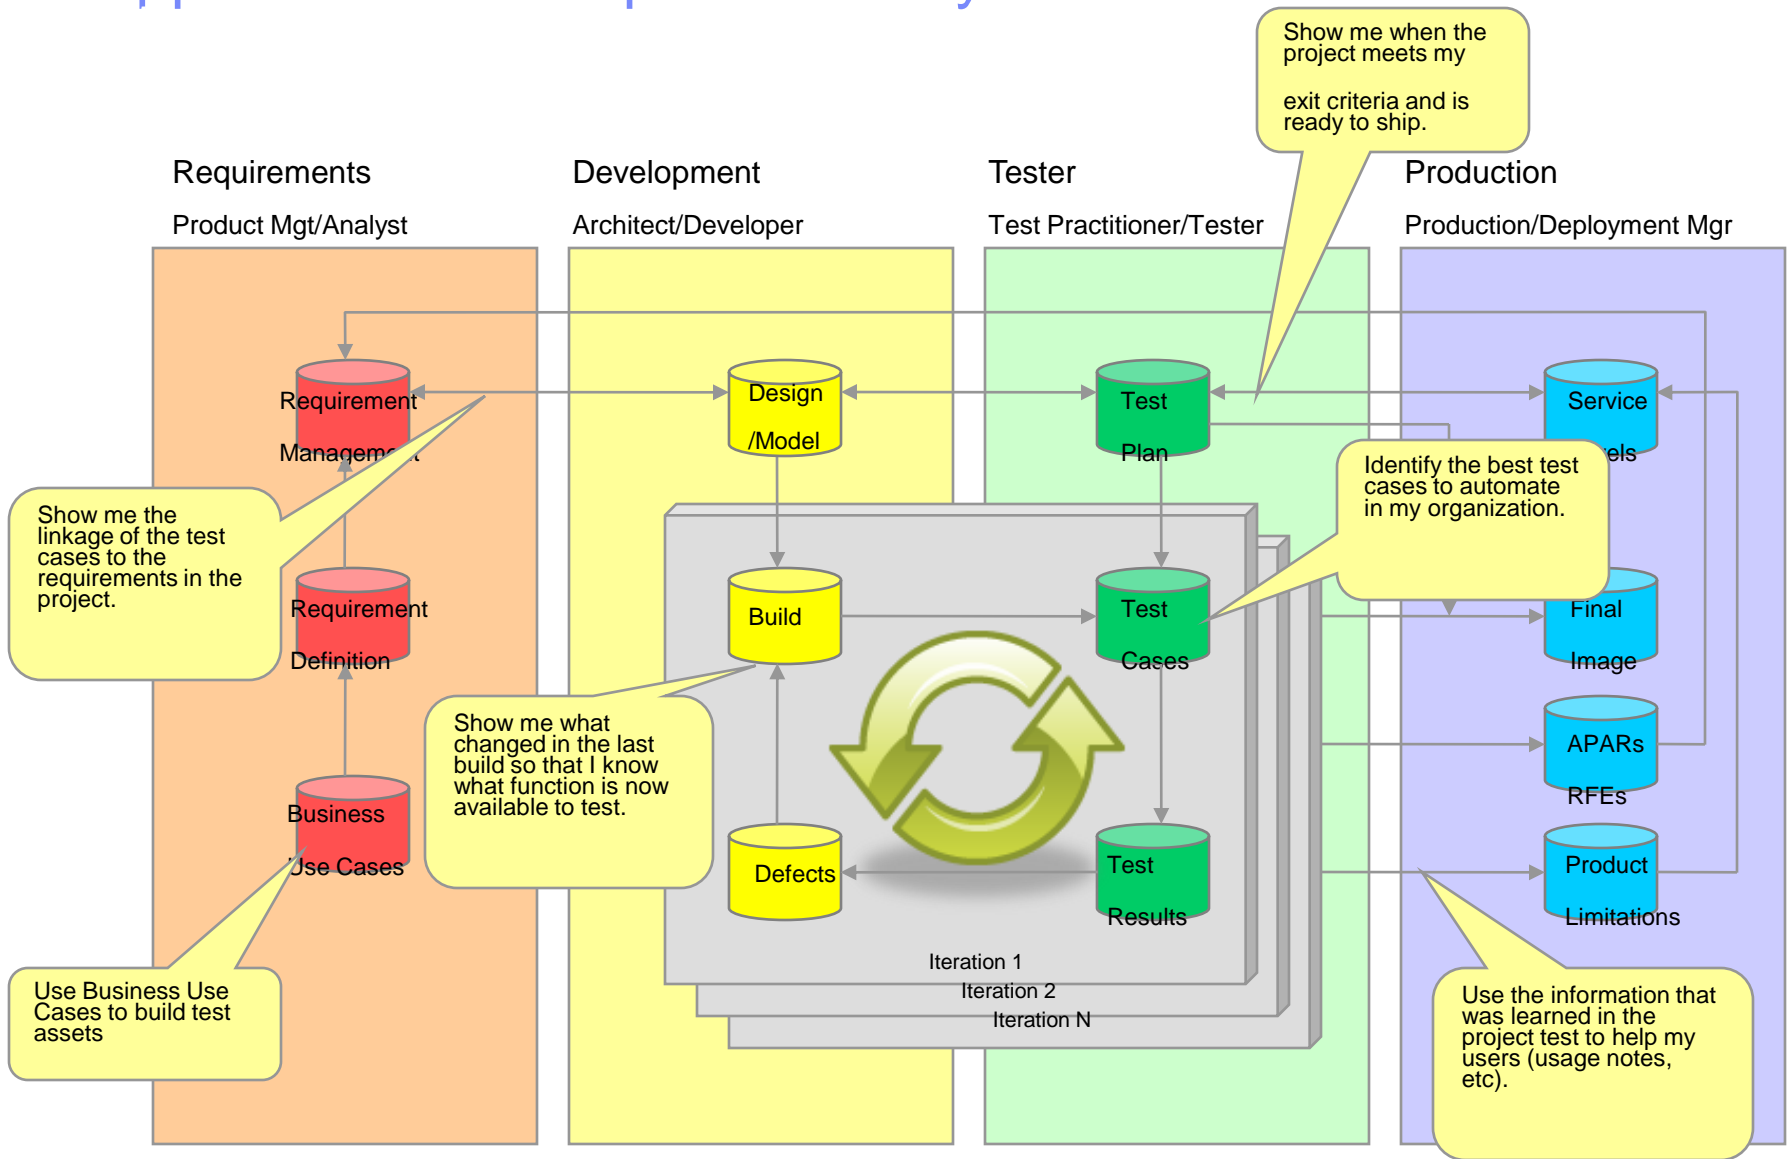 Show me when the
project meets my
exit criteria and is
ready to ship.
Requirements
Development
Tester
Production
Product Mgt/Analyst
Architect/Developer
Test Practitioner/Tester
Production/Deployment Mgr
Requirement
Management
Design
/Model
Test
Plan
Service
Identify the best test
cases to automate
in my organization.
Show me the
linkage of the test
cases to the
requirements in the
project.
Requirement
Definition
Build
Test
Cases
Final
Image
Show me what
changed in the last
build so that I know
what function is now
available to test.
APARs
RFEs
Business
Use Cases
Defects
Test
Results
Product
Limitations
Iteration 1
Iteration 2
Iteration N
Use Business Use
Cases to build test
assets
Use the information that
was learned in the
project test to help my
users (usage notes,
etc).